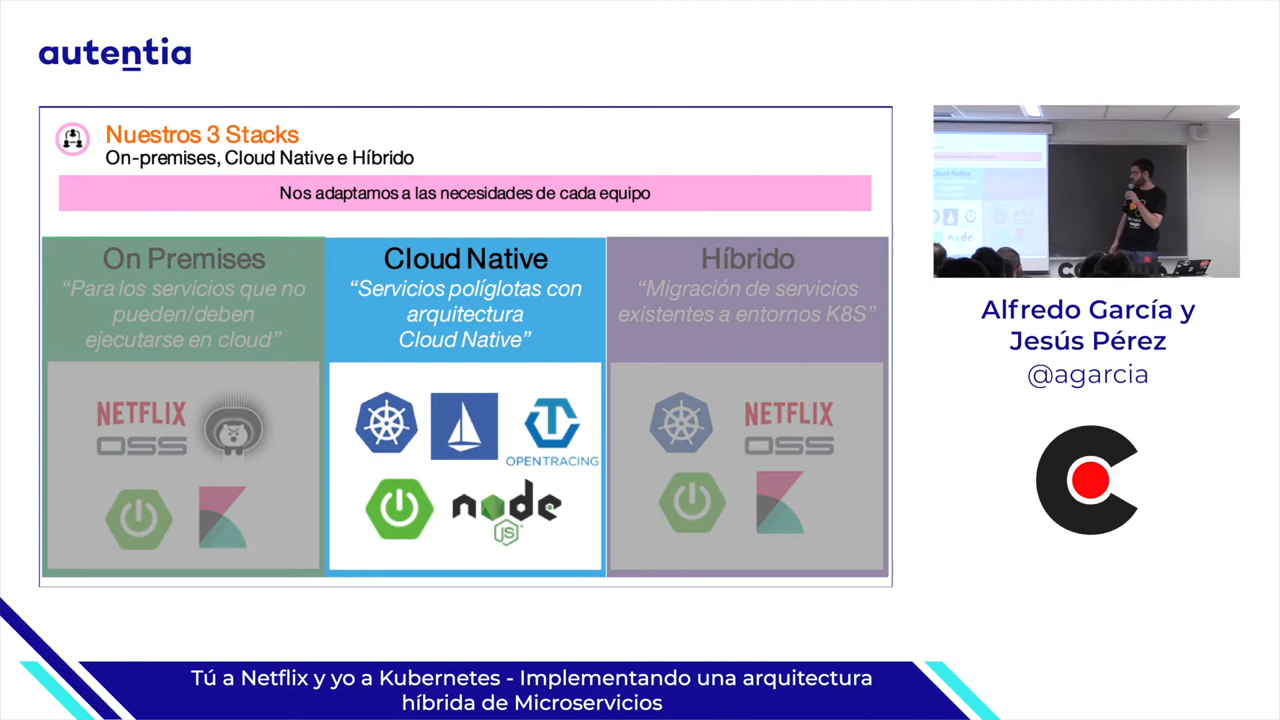 autentia
Nuestros 3 Stacks
On-premises, Cloud Native e Híbrido
Nos adaptamos a las necesidades de cada equipo
On Premises
“Para los servicios que no
pueden/deben
ejecutarse en cloud”
NETFLIX
OSS
Cloud Native
“Servicios políglotas con
arquitectura
Cloud Native”
OPENTRACING
node
JS
Híbrido
“Migración de servicios
existentes a entornos K8S”
NETFLIX
OSS
Cloud Native
node
Alfredo García y
Jesús Pérez
@agarcia
Tú a Netflix y yo a Kubernetes - Implementando una arquitectura
híbrida de Microservicios